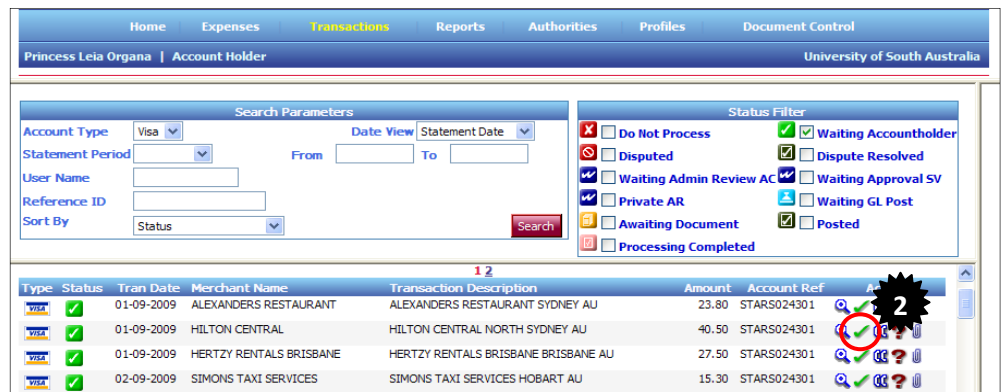 Home Expenses Transactions Reports Authorities Profiles Document Control
Princess Leia Organa | Account Holder University of South Australia
Search Parameters
Account Type Visa Date View Statement Date
Statement Period From To
User Name
Reference ID
Sort By Status Search
Status Filter
Do Not Process Waiting Accountholder
Disputed Dispute Resolved
Waiting Admin Review AC Waiting Approval SV
Private AR Waiting GL Post
Awaiting Document Posted
Processing Completed
1 2
Type Status Tran Date Merchant Name Transaction Description Amount Account Ref
2
VISA 01-09-2009 ALEXANDERS RESTAURANT ALEXANDERS RESTAURANT SYDNEY AU 23.80 STARS024301
VISA 01-09-2009 HILTON CENTRAL HILTON CENTRAL NORTH SYDNEY AU 40.50 STARS024301
VISA 01-09-2009 HERTZY RENTALS BRISBANE HERTZY RENTALS BRISBANE BRISBANE AU 27.50 STARS024301
VISA 02-09-2009 SIMONS TAXI SERVICES SIMONS TAXI SERVICES HOBART AU 15.30 STARS024301